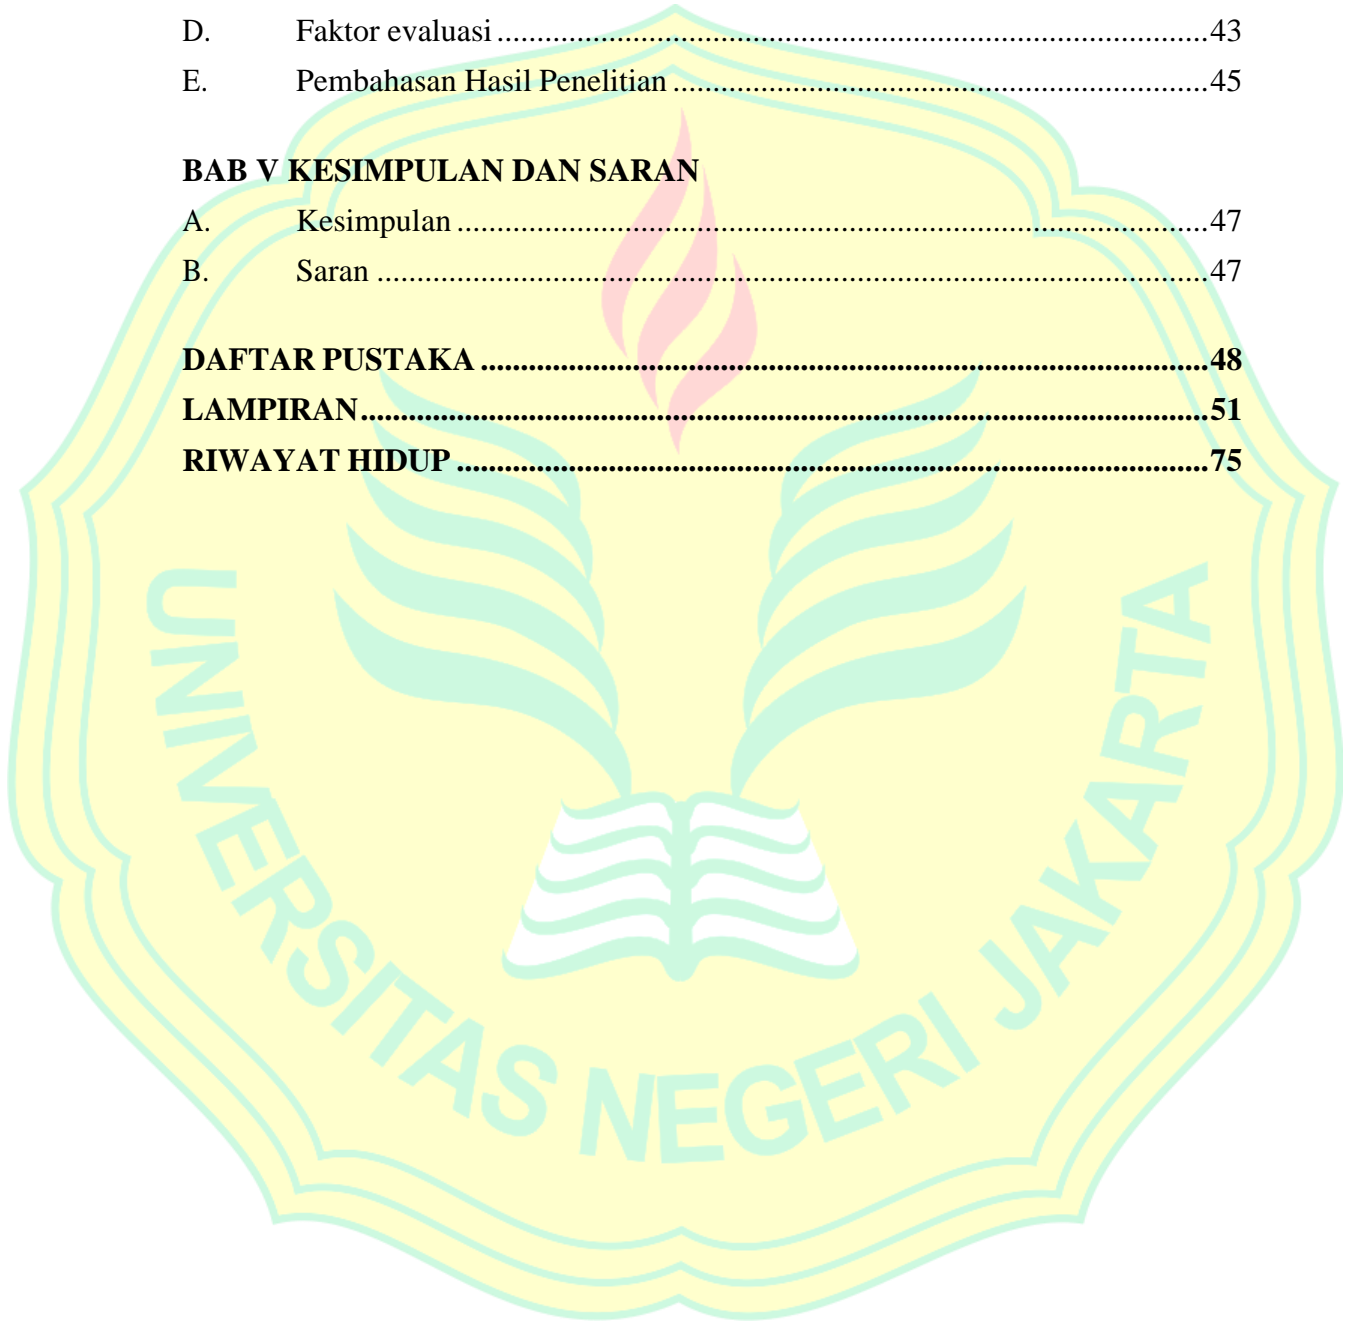 D. Faktor evaluasi ........................................................................................... 43
E. Pembahasan Hasil Penelitian .................................................................... 45
BAB V KESIMPULAN DAN SARAN
A. Kesimpulan ................................................................................................ 47
B. Saran .......................................................................................................... 47
DAFTAR PUSTAKA ............................................................................................ 48
LAMPIRAN ........................................................................................................... 51
RIWAYAT HIDUP ............................................................................................... 75
UNIVERSITAS NEGERI JAKARTA